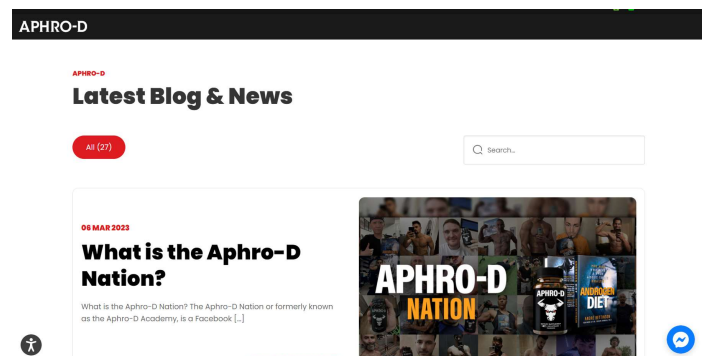 APHRO-D
APHRO-D
Latest Blog & News
All (27)
Search...
06 MAR 2023
What is the Aphro-D
Nation?
What is the Aphro-D Nation? The Aphro-D Nation or formerly known
as the Aphro-D Academy, is a Facebook [...]
APHRO-D
NATION
APHRO-D
ANDROGEN
DIET